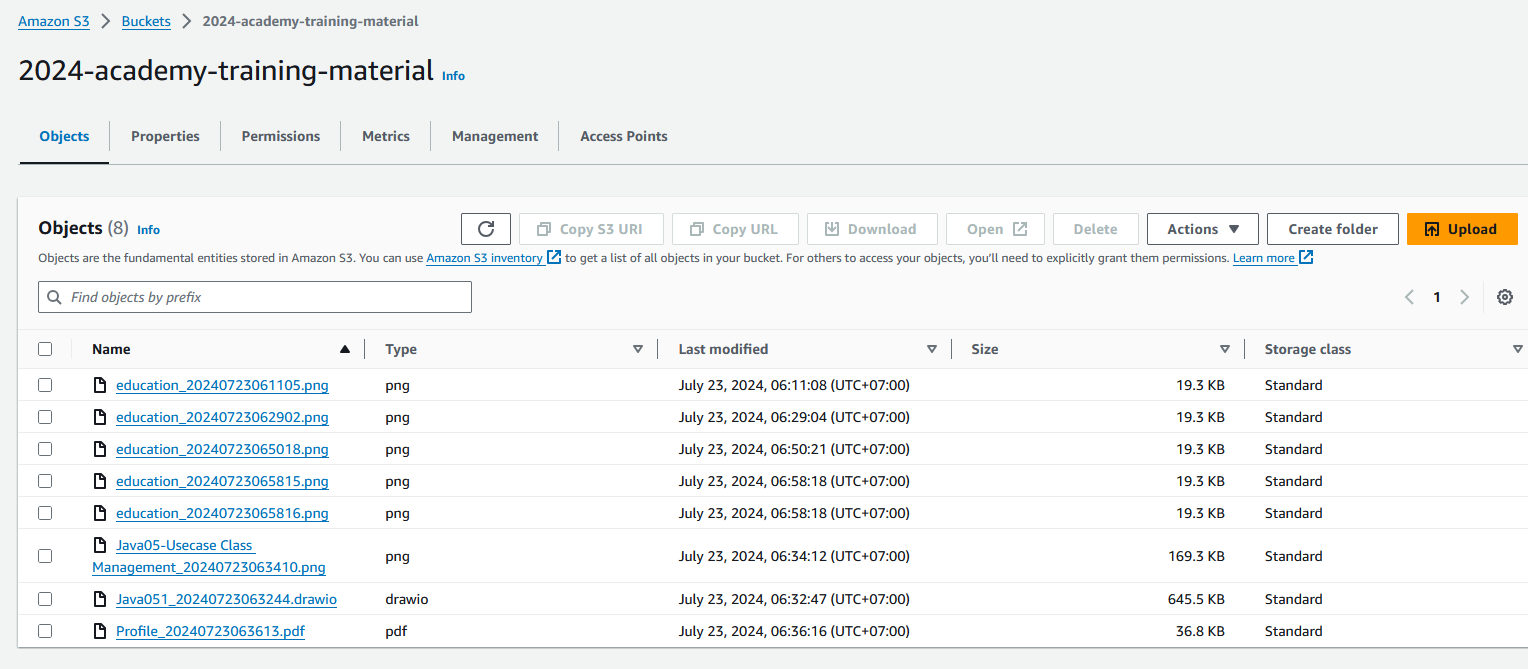 Amazon S3 > Buckets > 2024-academy-training-material
2024-academy-training-material Info
Objects Properties Permissions Metrics Management Access Points
Objects (8) Info Copy S3 URI Copy URL Download Open Delete Actions Create folder Upload
Objects are the fundamental entities stored in Amazon S3. You can use Amazon S3 inventory to get a list of all objects in your bucket. For others to access your objects, you'll need to explicitly grant them permissions. Learn more
Find objects by prefix 1
Name Type Last modified Size Storage class
education_20240723061105.png png July 23, 2024, 06:11:08 (UTC+07:00) 19.3 KB Standard
education_20240723062902.png png July 23, 2024, 06:29:04 (UTC+07:00) 19.3 KB Standard
education_20240723065018.png png July 23, 2024, 06:50:21 (UTC+07:00) 19.3 KB Standard
education_20240723065815.png png July 23, 2024, 06:58:18 (UTC+07:00) 19.3 KB Standard
education_20240723065816.png png July 23, 2024, 06:58:18 (UTC+07:00) 19.3 KB Standard
Java05-Usecase Class
Management_20240723063410.png png July 23, 2024, 06:34:12 (UTC+07:00) 169.3 KB Standard
Java051_20240723063244.drawio drawio July 23, 2024, 06:32:47 (UTC+07:00) 645.5 KB Standard
Profile_20240723063613.pdf pdf July 23, 2024, 06:36:16 (UTC+07:00) 36.8 KB Standard